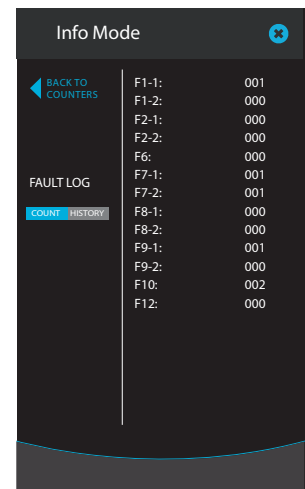 Info Mode
BACK TO
COUNTERS
FAULT LOG
COUNT HISTORY
F1-1: 001
F1-2: 000
F2-1: 000
F2-2: 000
F6: 000
F7-1: 001
F7-2: 001
F8-1: 000
F8-2: 000
F9-1: 001
F9-2: 000
F10: 002
F12: 000